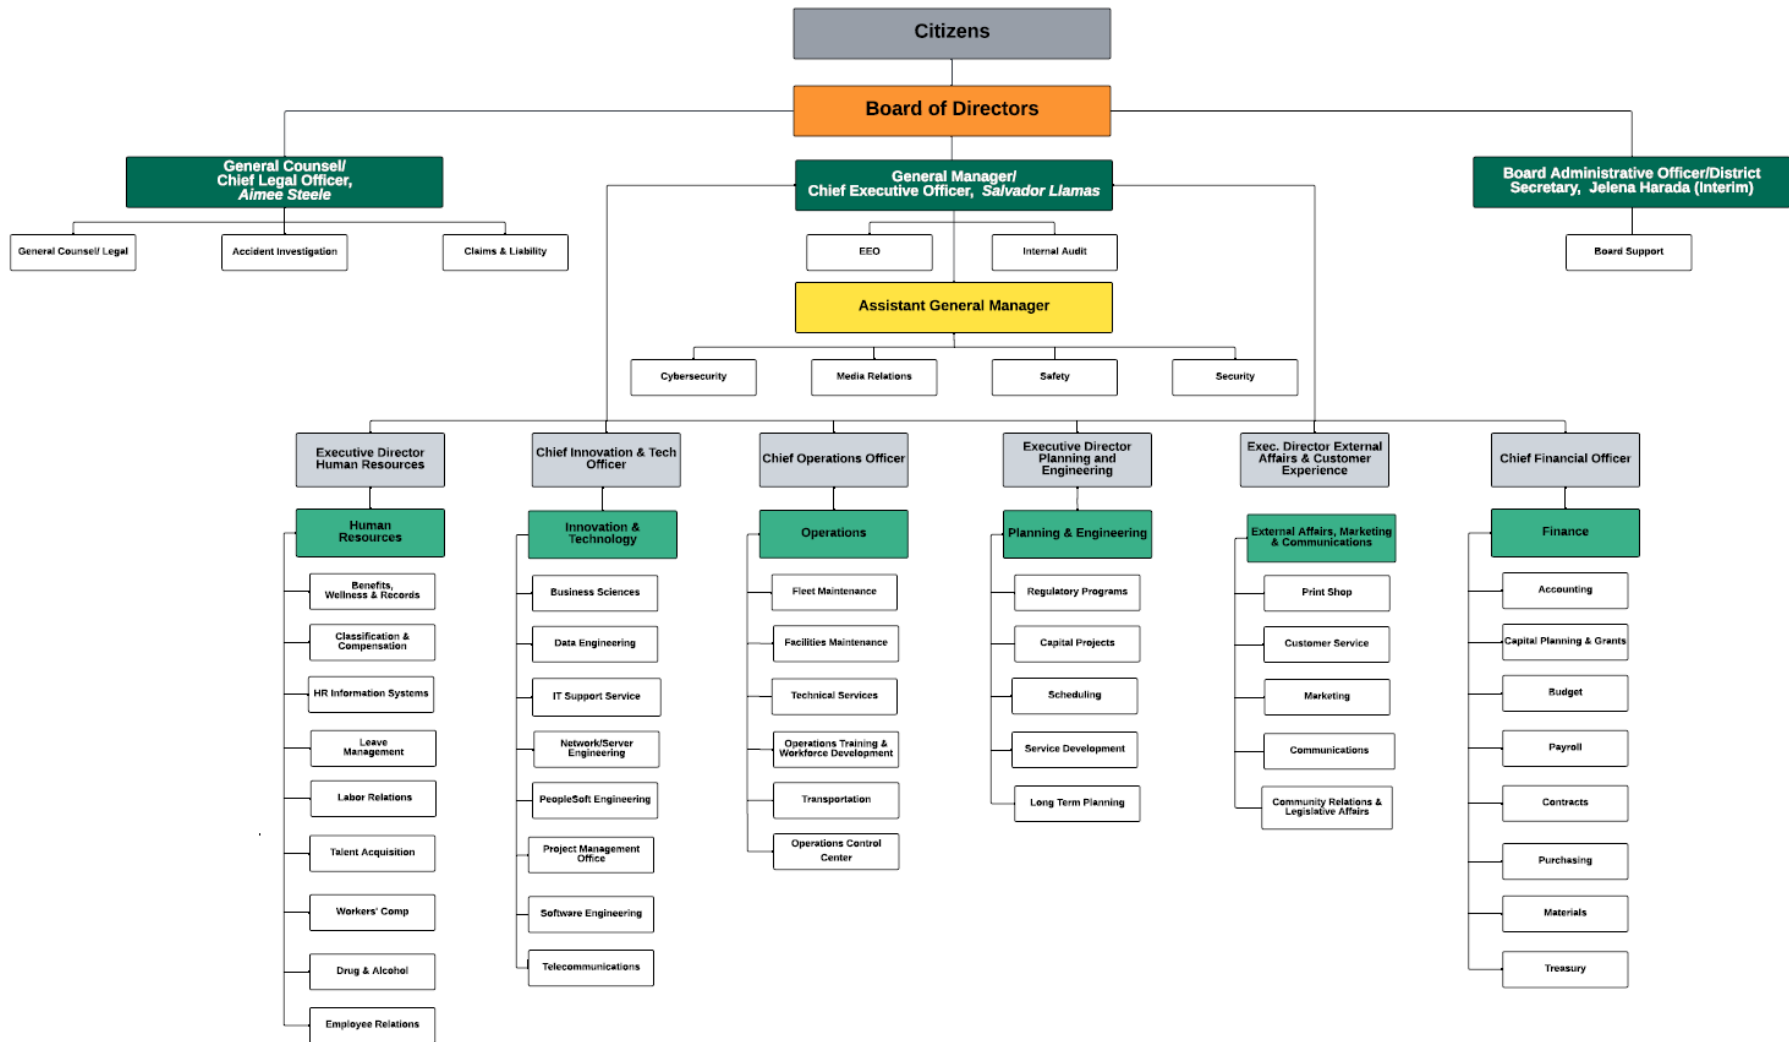 Citizens
Board of Directors
General Counsel/
Chief Legal Officer,
Aimee Steele
General Manager/
Chief Executive Officer, Salvador Llamas
Board Administrative Officer/District
Secretary, Jelena Harada (Interim)
General Counsel/ Legal
Accident Investigation
Claims & Liability
EEO
Internal Audit
Board Support
Assistant General Manager
Cybersecurity
Media Relations
Safety
Security
Executive Director
Human Resources
Chief Innovation & Tech
Officer
Chief Operations Officer
Executive Director
Planning and
Engineering
Exec. Director External
Affairs & Customer
Experience
Chief Financial Officer
Human
Resources
Benefits,
Wellness & Records
Classification &
Compensation
HR Information Systems
Leave
Management
Labor Relations
Talent Acquisition
Workers' Comp
Drug & Alcohol
Employee Relations
Innovation &
Technology
Business Sciences
Data Engineering
IT Support Service
Network/Server
Engineering
PeopleSoft Engineering
Project Management
Office
Software Engineering
Telecommunications
Operations
Fleet Maintenance
Facilities Maintenance
Technical Services
Operations Training &
Workforce Development
Transportation
Operations Control
Center
Planning & Engineering
Regulatory Programs
Capital Projects
Scheduling
Service Development
Long Term Planning
External Affairs, Marketing
& Communications
Print Shop
Customer Service
Marketing
Communications
Community Relations &
Legislative Affairs
Finance
Accounting
Capital Planning & Grants
Budget
Payroll
Contracts
Purchasing
Materials
Treasury